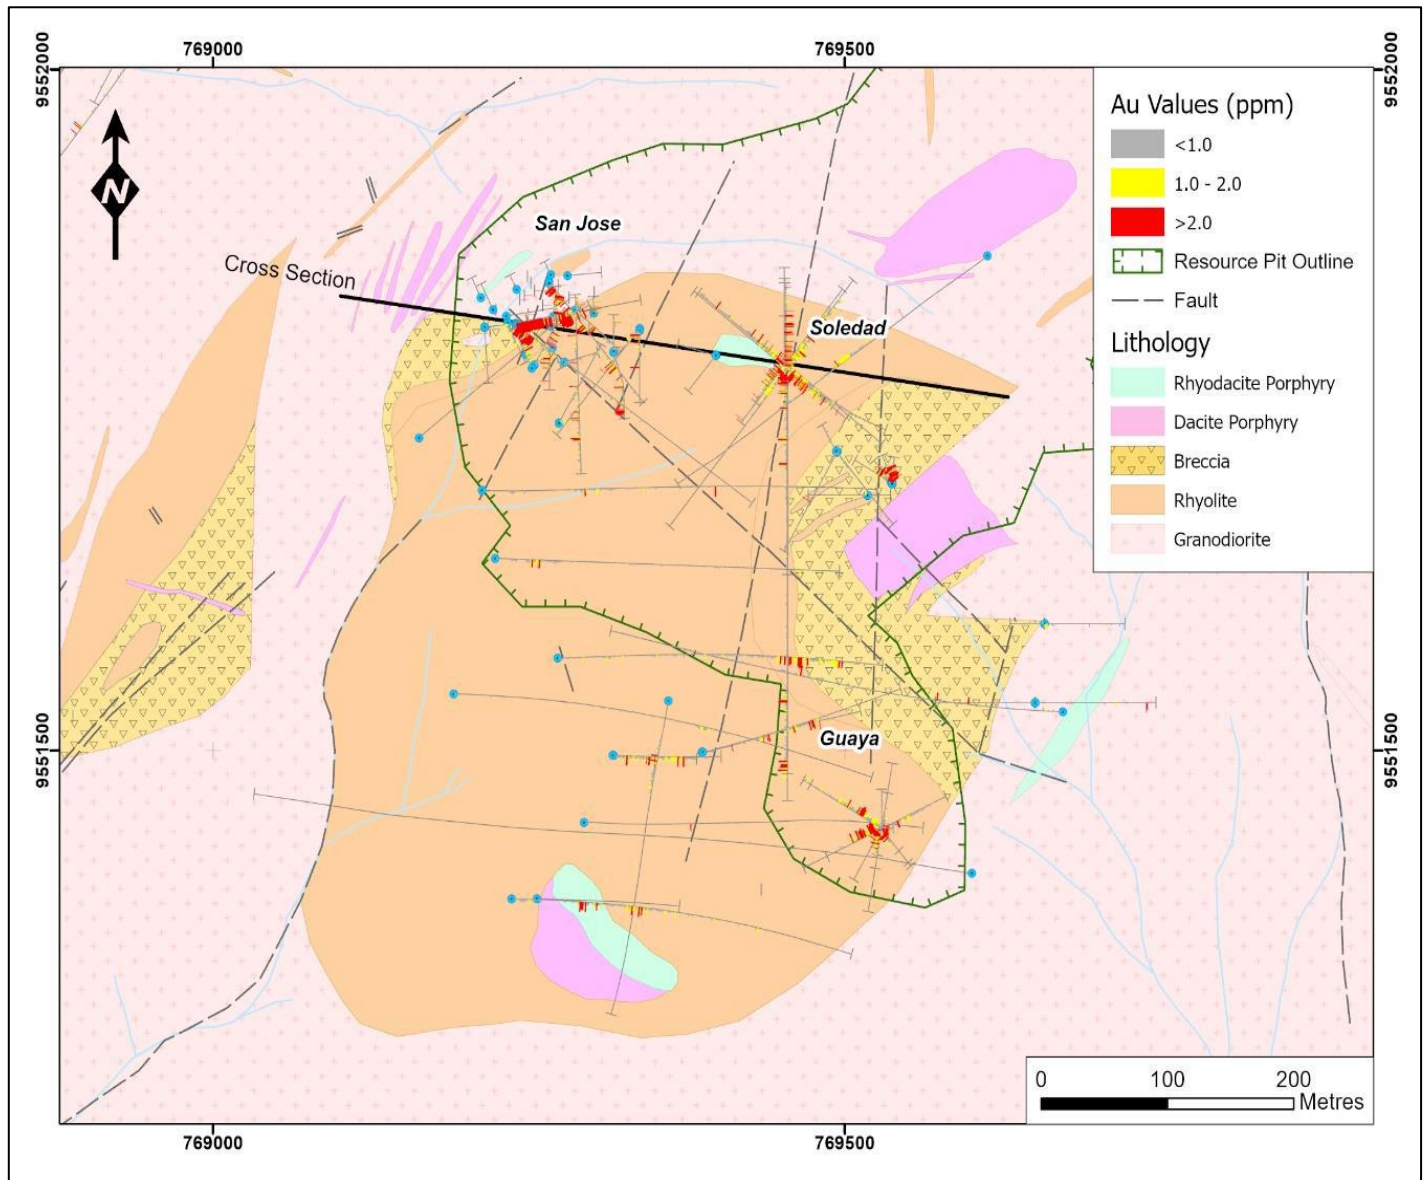 769000
769500
9552000
9552000
N
Au Values (ppm)
<1.0
1.0 - 2.0
>2.0
Resource Pit Outline
Fault
Lithology
Rhyodacite Porphyry
Dacite Porphyry
Breccia
Rhyolite
Granodiorite
San Jose
Cross Section
Soledad
9551500
9551500
Guaya
0
100
200
Metres
769000
769500